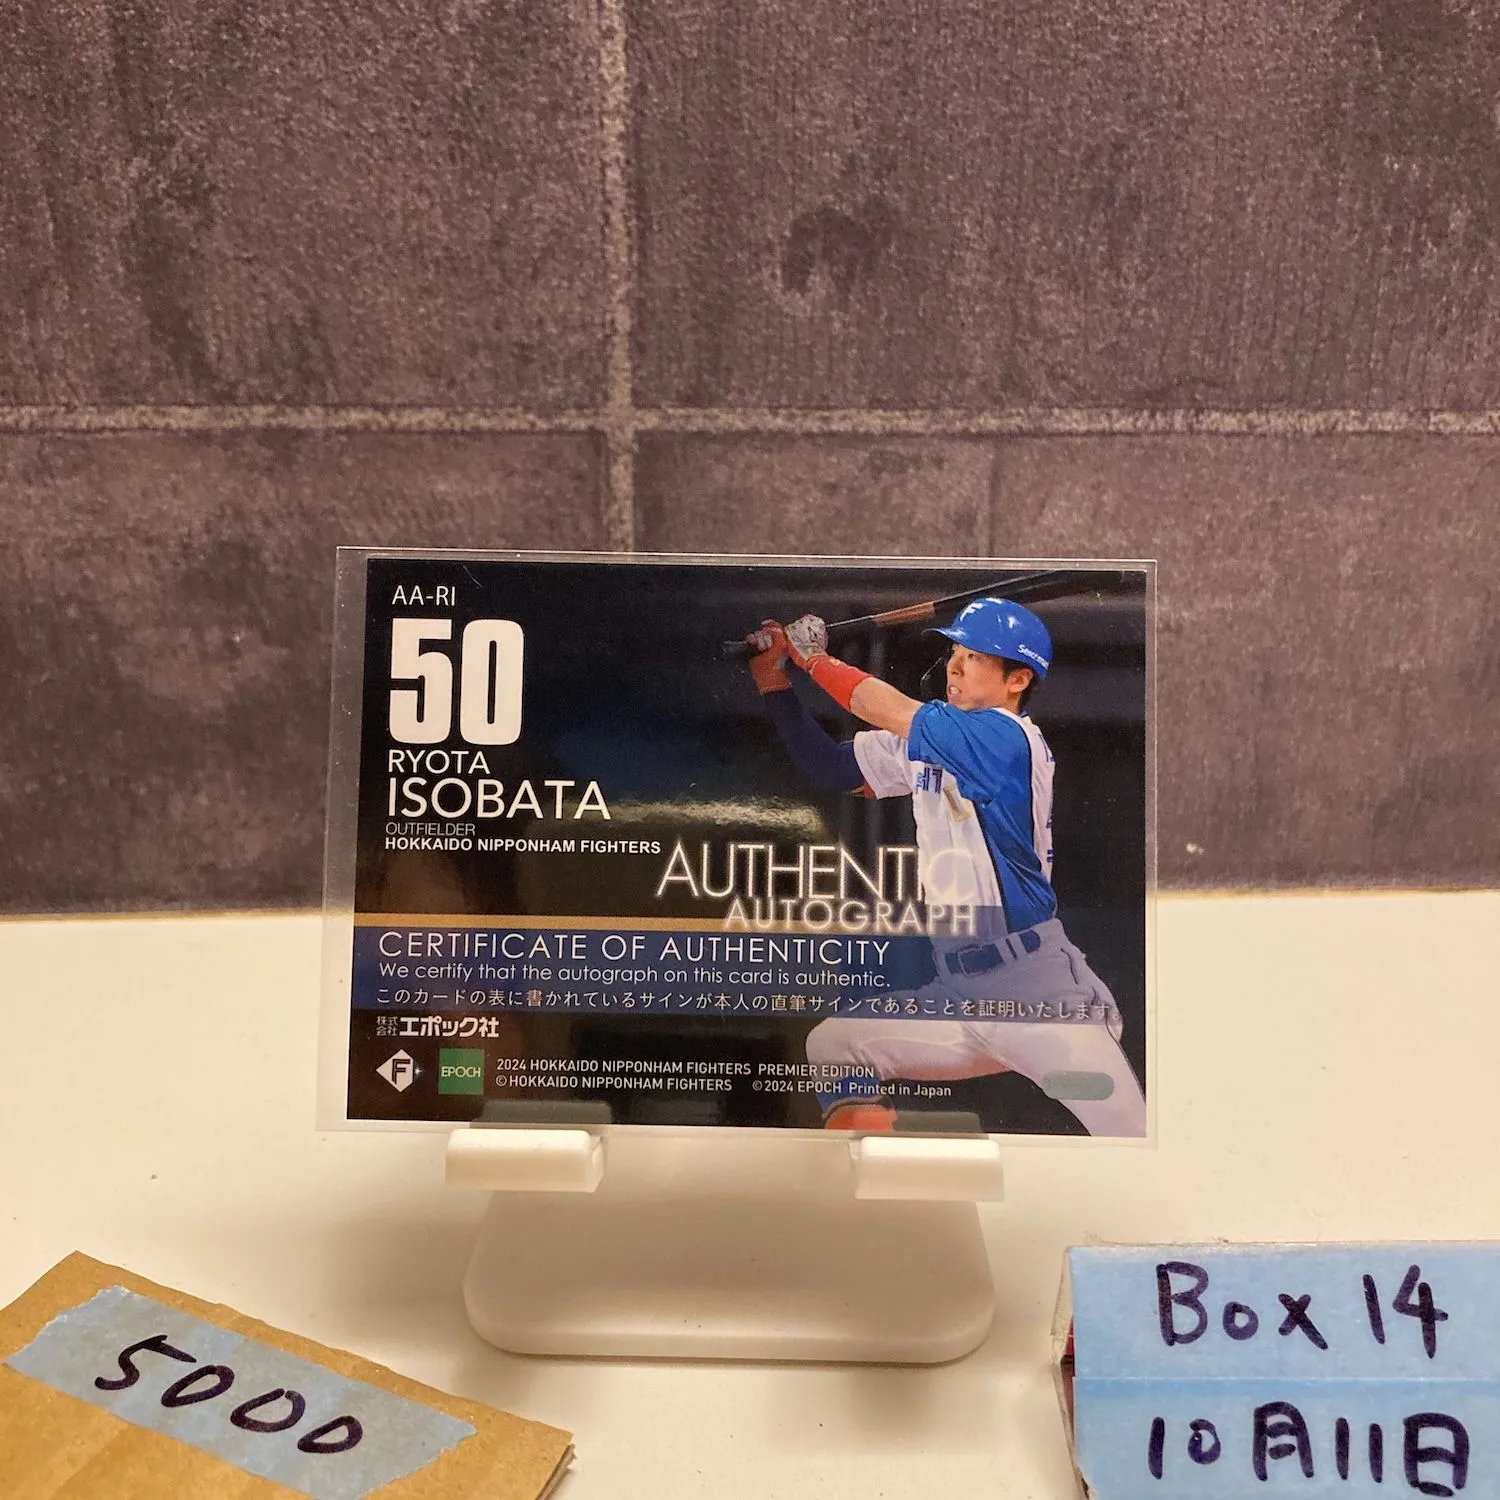 AA-RI
50
RYOTA
ISOBATA
OUTFIELDER
HOKKAIDO NIPPONHAM FIGHTERS
AUTHENTIC
AUTOGRAPH
CERTIFICATE OF AUTHENTICITY
We certify that the autograph on this card is authentic.
このカードの表に書かれているサインが本人の直筆サインであることを証明いたします。
株式会社エポック社
F
EPOCH
2024 HOKKAIDO NIPPONHAM FIGHTERS PREMIER EDITION
©HOKKAIDO NIPPONHAM FIGHTERS ©2024 EPOCH Printed in Japan
F
5000
Box 14
10月11日